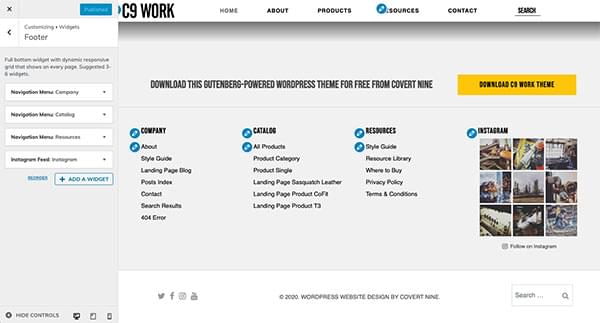 Published
Customizing • Widgets
Footer
Full bottom widget with dynamic responsive
grid that shows on every page. Suggested 3-
6 widgets.
Navigation Menu: Company
Navigation Menu: Catalog
Navigation Menu: Resources
Instagram Feed: Instagram
REORDER
+ ADD A WIDGET
HIDE CONTROLS
C9 WORK
HOME
ABOUT
PRODUCTS
CONTACT
SEARCH
DOWNLOAD THIS GUTENBERG-POWERED WORDPRESS THEME FOR FREE FROM COVERT NINE
DOWNLOAD C9 WORK THEME
COMPANY
About
Style Guide
Landing Page Blog
Posts Index
Contact
Search Results
404 Error
CATALOG
All Products
Product Category
Product Single
Landing Page Sasquatch Leather
Landing Page Product CoFit
Landing Page Product T3
RESOURCES
Style Guide
Resource Library
Where to Buy
Privacy Policy
Terms & Conditions
INSTAGRAM
Follow on Instagram
© 2020. WORDPRESS WEBSITE DESIGN BY COVERT NINE.
Search ...